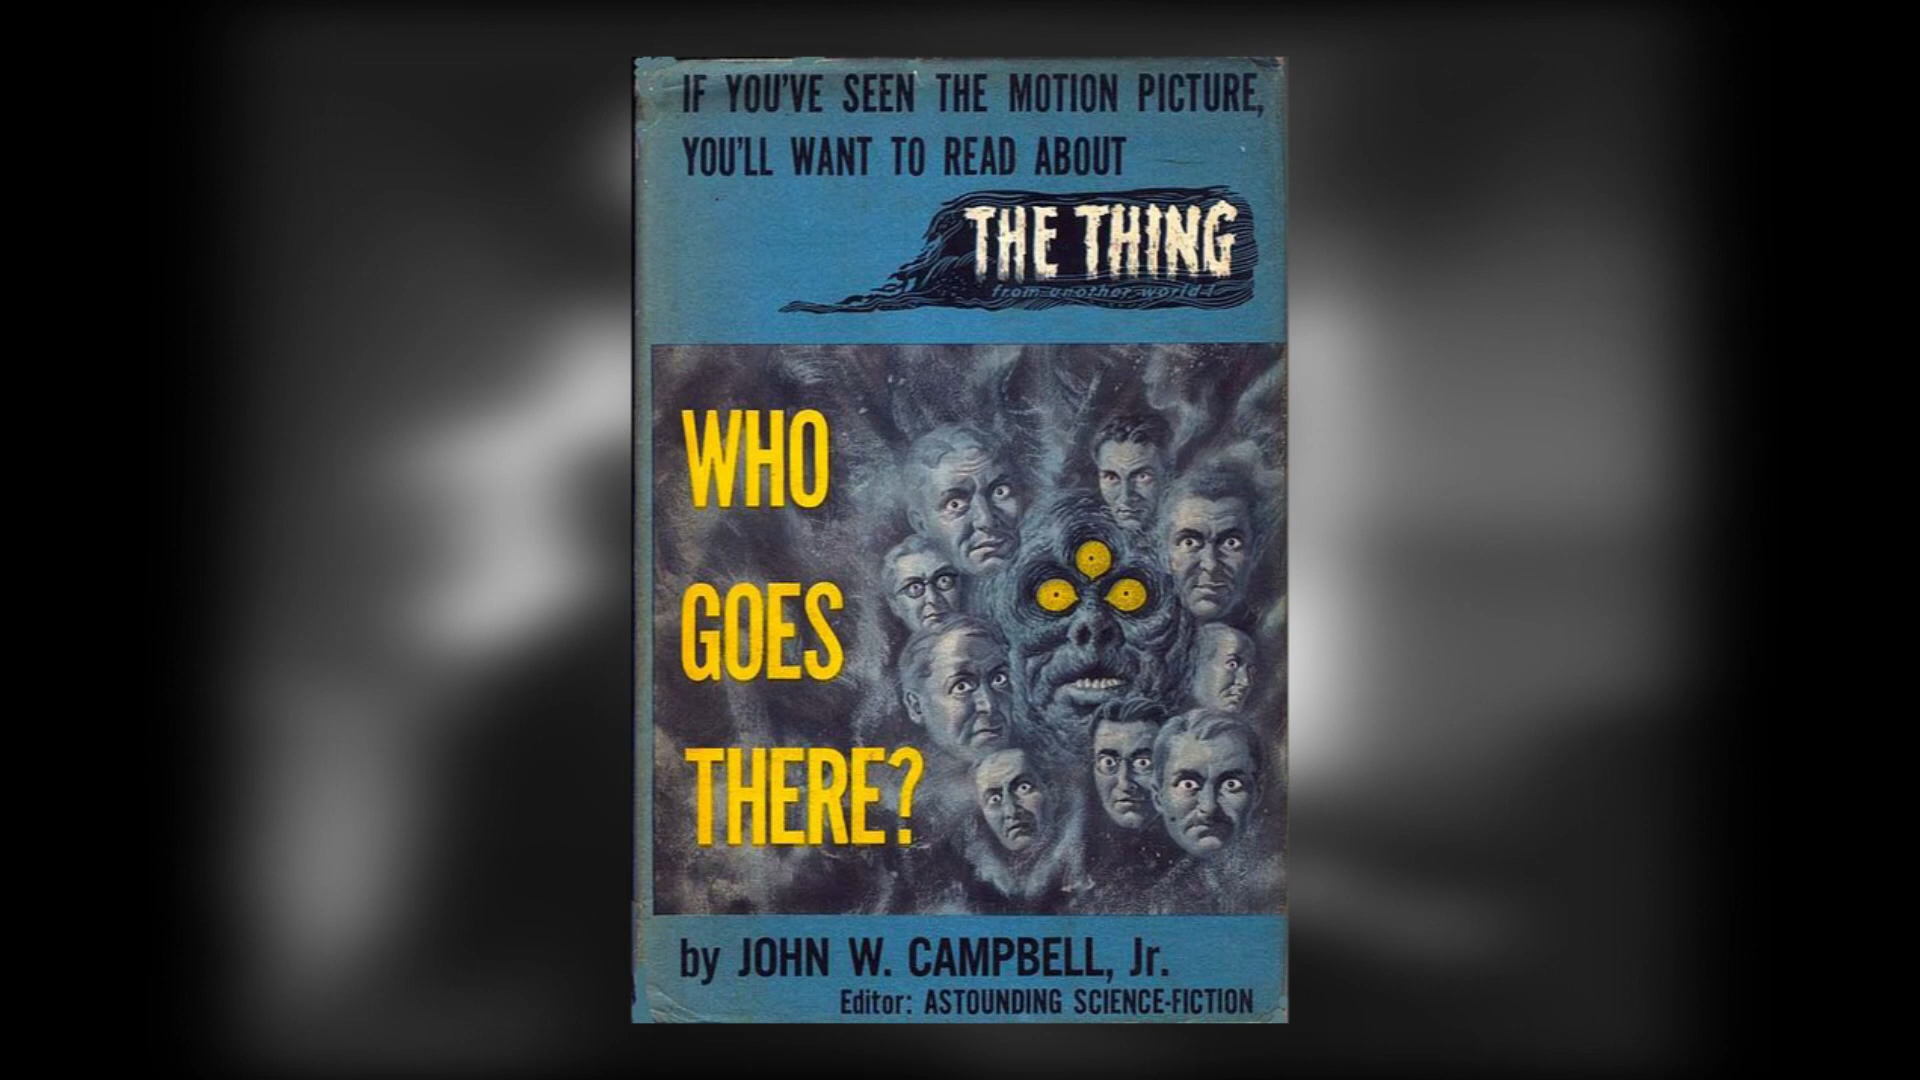 IF YOU'VE SEEN THE MOTION PICTURE,
YOU'LL WANT TO READ ABOUT
THE THING
from another world!
WHO
GOES
THERE?
by JOHN W. CAMPBELL, Jr.
Editor: ASTOUNDING SCIENCE-FICTION